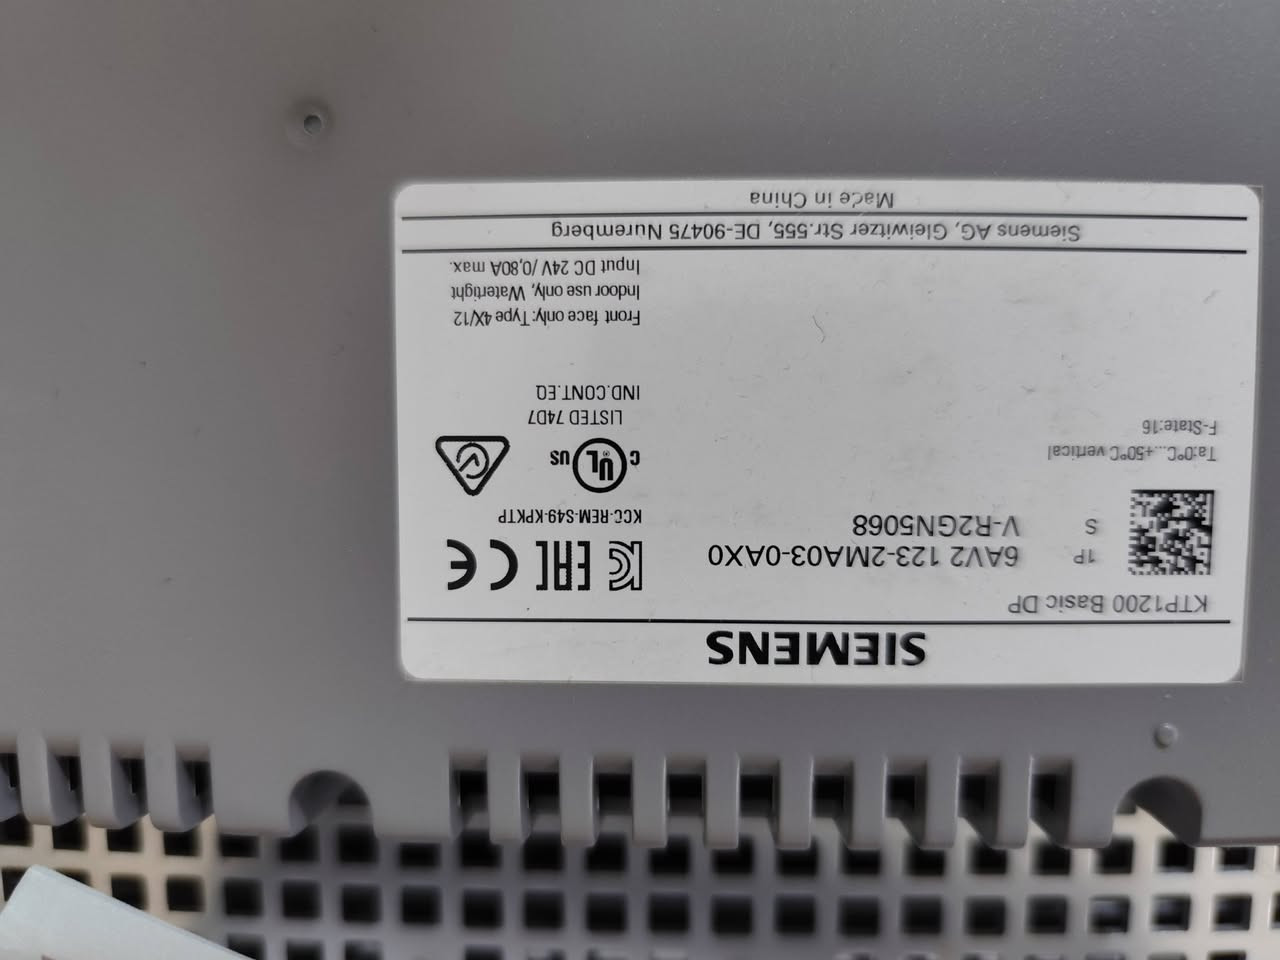 SIEMENS
KTP1200 Basic DP
1P 6AV2 123-2MA03-0AX0
S V-R2GN5068
Ta:0°C...+50°C vertical
F-State:16
EAC CE
KCC-REM-S49-KPKTP
C UL® US
LISTED 74D7
IND.CONT.EQ
Front face only: Type 4X/12
Indoor use only, Watertight
Input DC 24V /0,80A max.
Siemens AG, Gleiwitzer Str.555, DE-90475 Nuremberg
Made in China